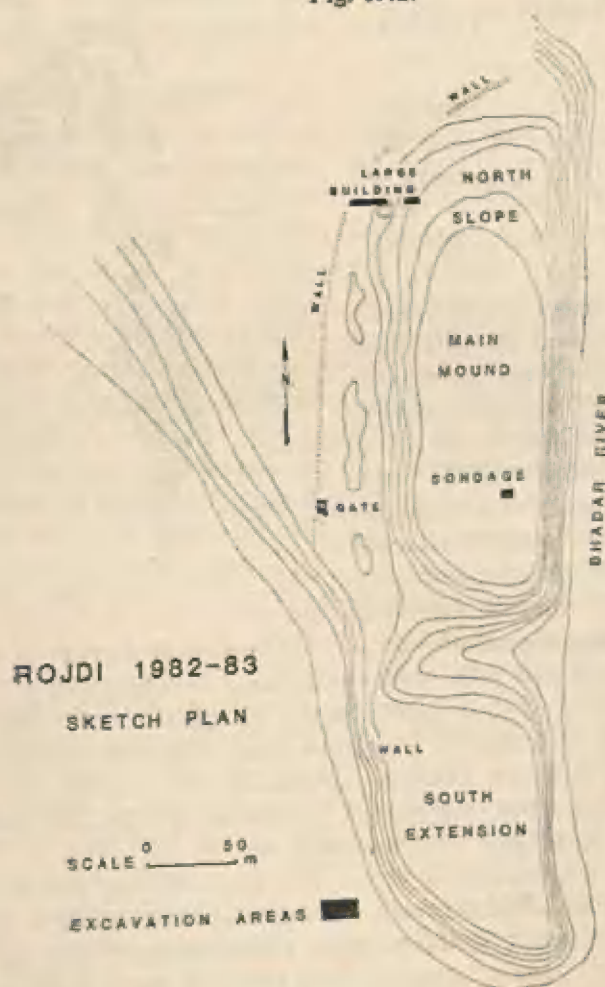 WALL
LARGE
BUILDING
NORTH
SLOPE
WALL
MAIN
MOUND
N
SONDAGE
GATE
BHADAR RIVER
ROJDI 1982-83
SKETCH PLAN
WALL
SOUTH
EXTENSION
SCALE 0 50 m
EXCAVATION AREAS